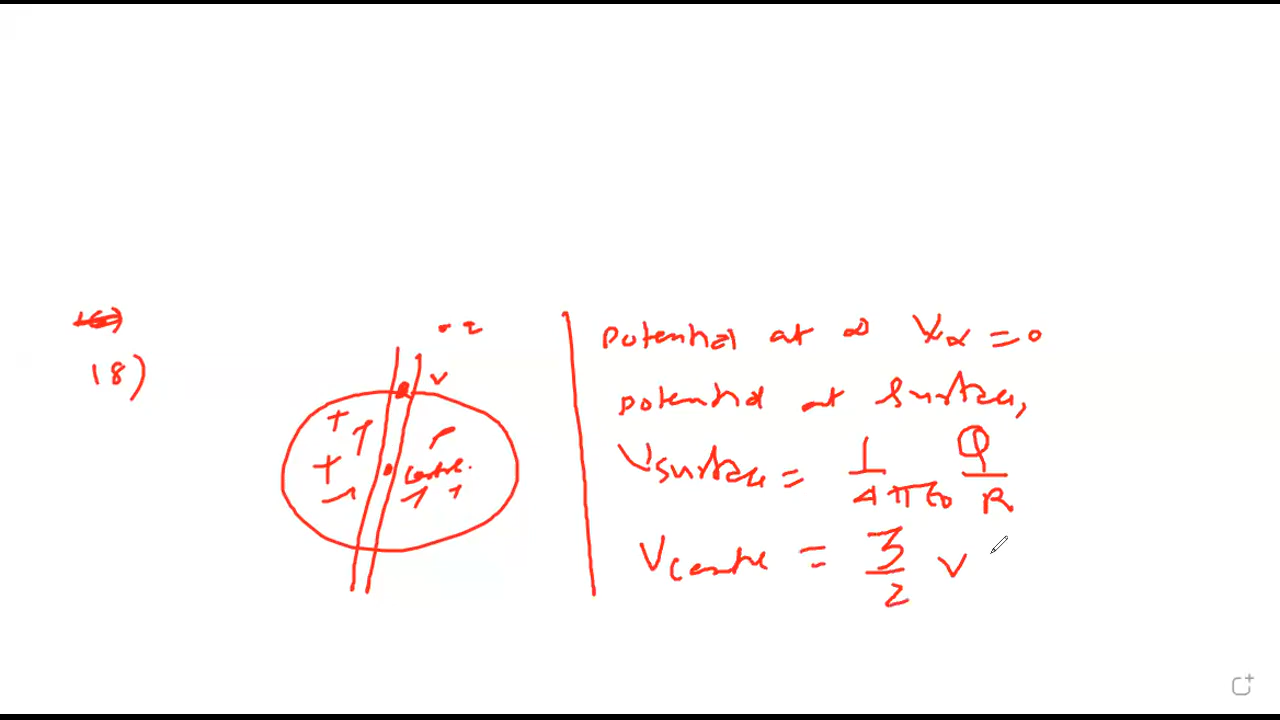 18)
v
+
+
centre.
potential at ∞ V∝ = 0
potential at surface,
Vsurface = 1/4πε0 Q/R
Vcentre = 3/2 V